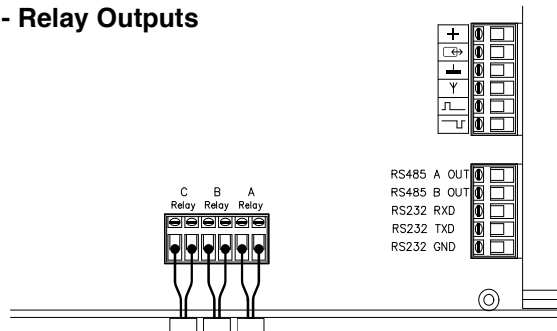 - Relay Outputs
RS485 A OUT
RS485 B OUT
RS232 RXD
RS232 TXD
RS232 GND
C B A
Relay Relay Relay